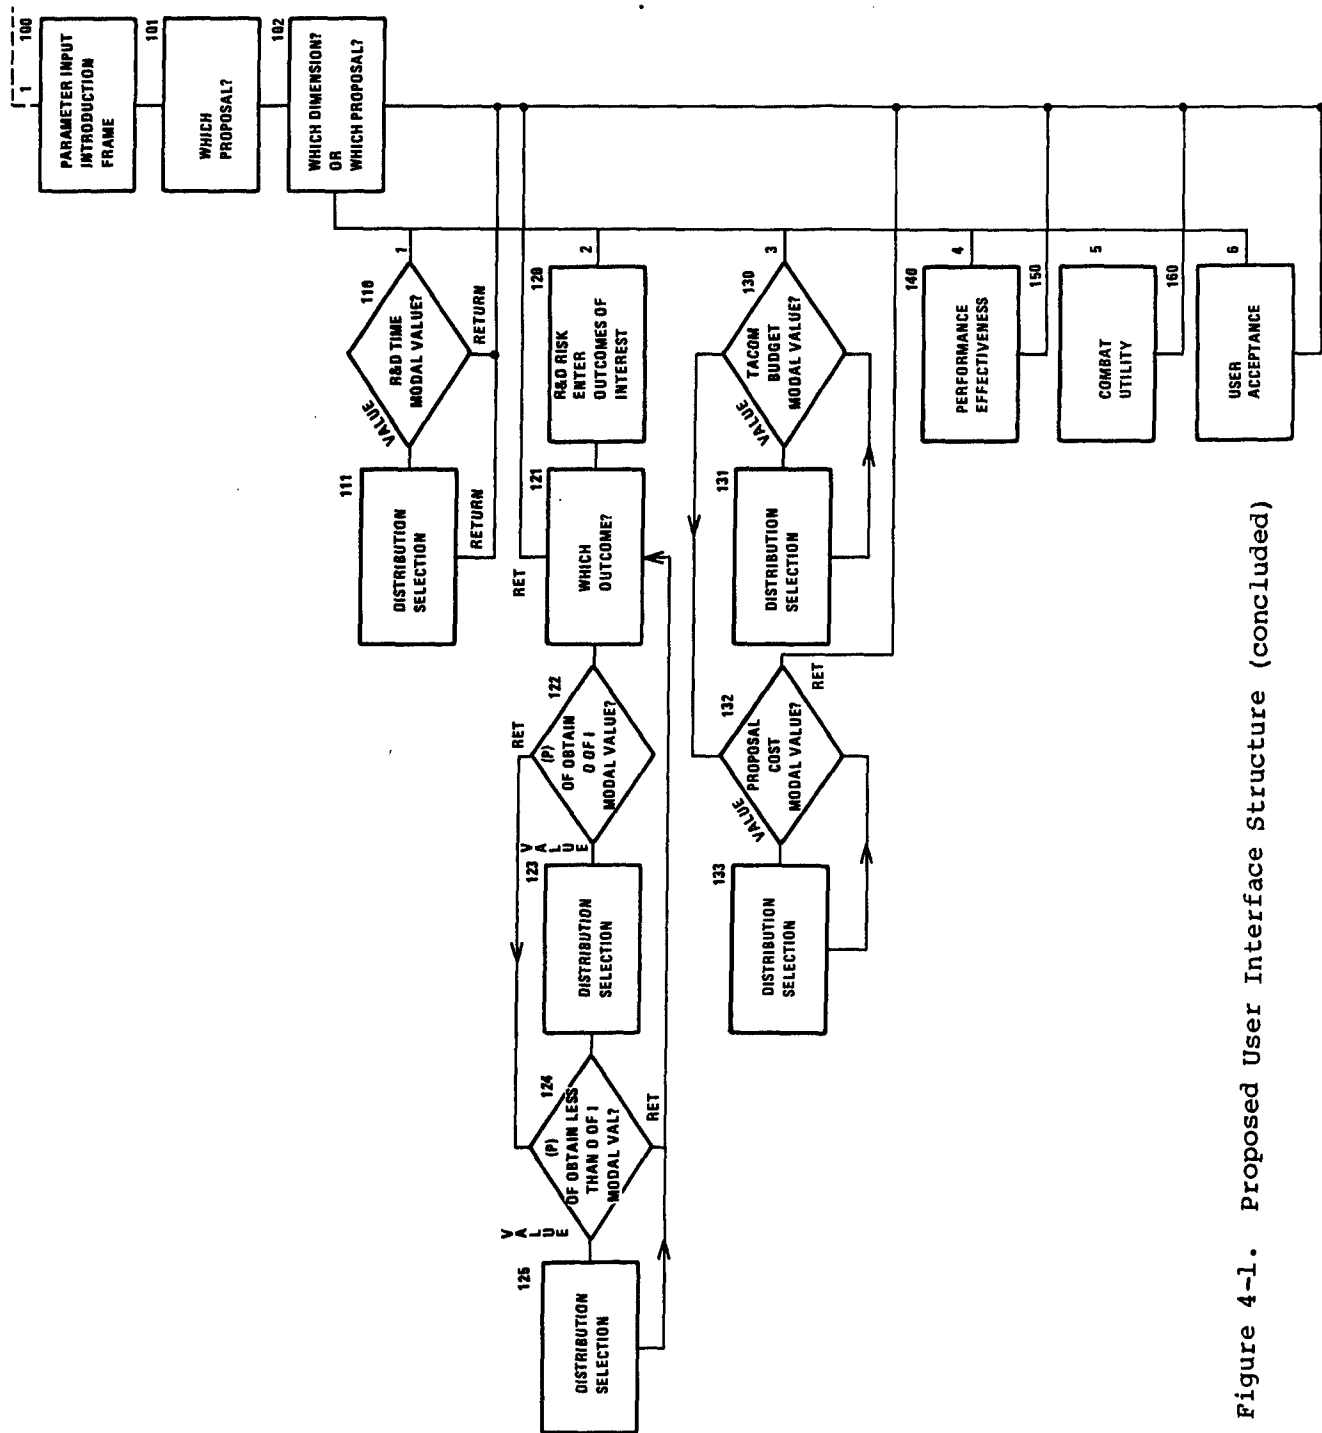 1
100
PARAMETER INPUT
INTRODUCTION
FRAME
101
WHICH
PROPOSAL?
102
WHICH DIMENSION?
OR
WHICH PROPOSAL?
1
110
R&D TIME
MODAL VALUE?
VALUE
RETURN
111
DISTRIBUTION
SELECTION
RETURN
2
120
R&D RISK
ENTER
OUTCOMES OF
INTEREST
121
WHICH
OUTCOME?
RET
122
(P)
OF OBTAIN
O OF I
MODAL VALUE?
RET
VALUE
123
DISTRIBUTION
SELECTION
124
(P)
OF OBTAIN LESS
THAN O OF I
MODAL VAL?
RET
VALUE
125
DISTRIBUTION
SELECTION
3
130
TACOM
BUDGET
MODAL VALUE?
VALUE
131
DISTRIBUTION
SELECTION
132
PROPOSAL
COST
MODAL VALUE?
RET
VALUE
133
DISTRIBUTION
SELECTION
4
140
PERFORMANCE
EFFECTIVENESS
5
150
COMBAT
UTILITY
6
160
USER
ACCEPTANCE
Figure 4-1. Proposed User Interface Structure (concluded)